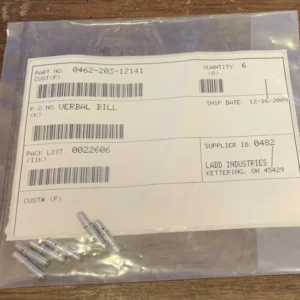 PART NO: 0462-203-12141
CUST(P)
QUANTITY: 6
(Q)
P.O NO: VERBAL BILL
(K)
SHIP DATE: 12/16/2009
PACK LIST: 0022606
(11K)
SUPPLIER ID: 0482
LADD INDUSTRIES
KETTERING, OH 45429
CUST# (P)